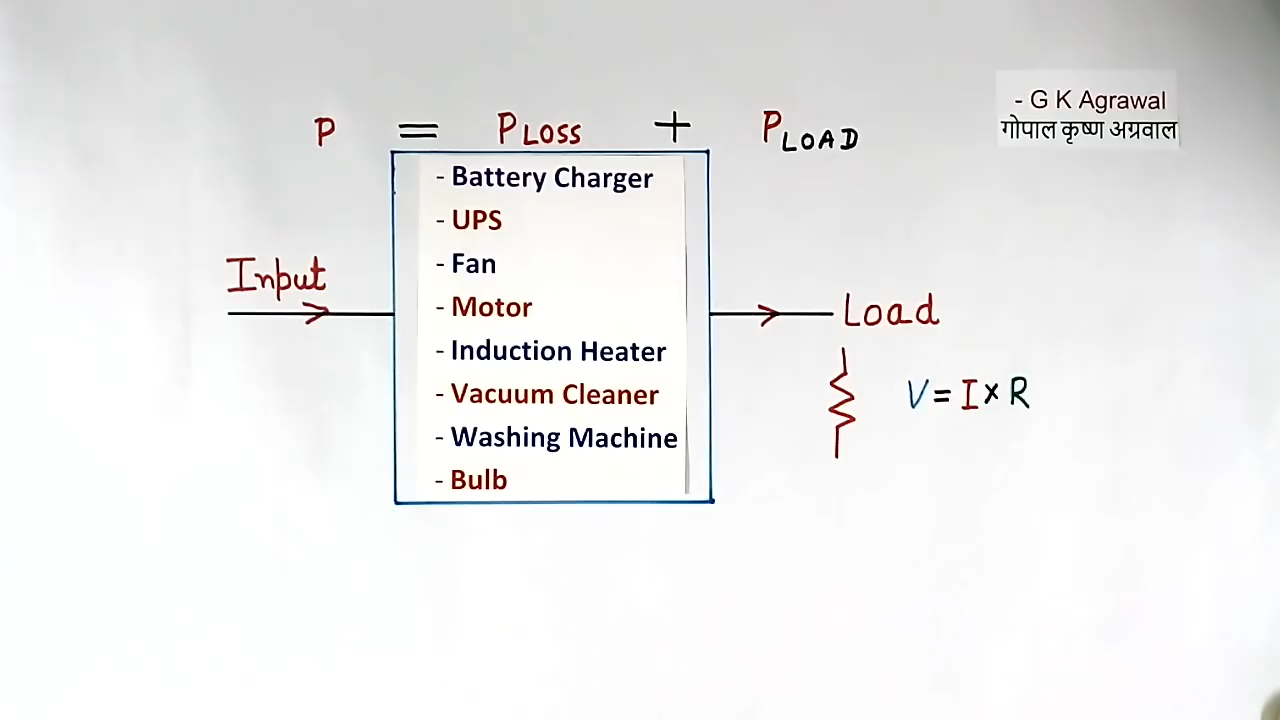 - G K Agrawal
गोपाल कृष्ण अग्रवाल
P = PLOSS + PLOAD
- Battery Charger
- UPS
- Fan
- Motor
- Induction Heater
- Vacuum Cleaner
- Washing Machine
- Bulb
Input
Load
V = I × R